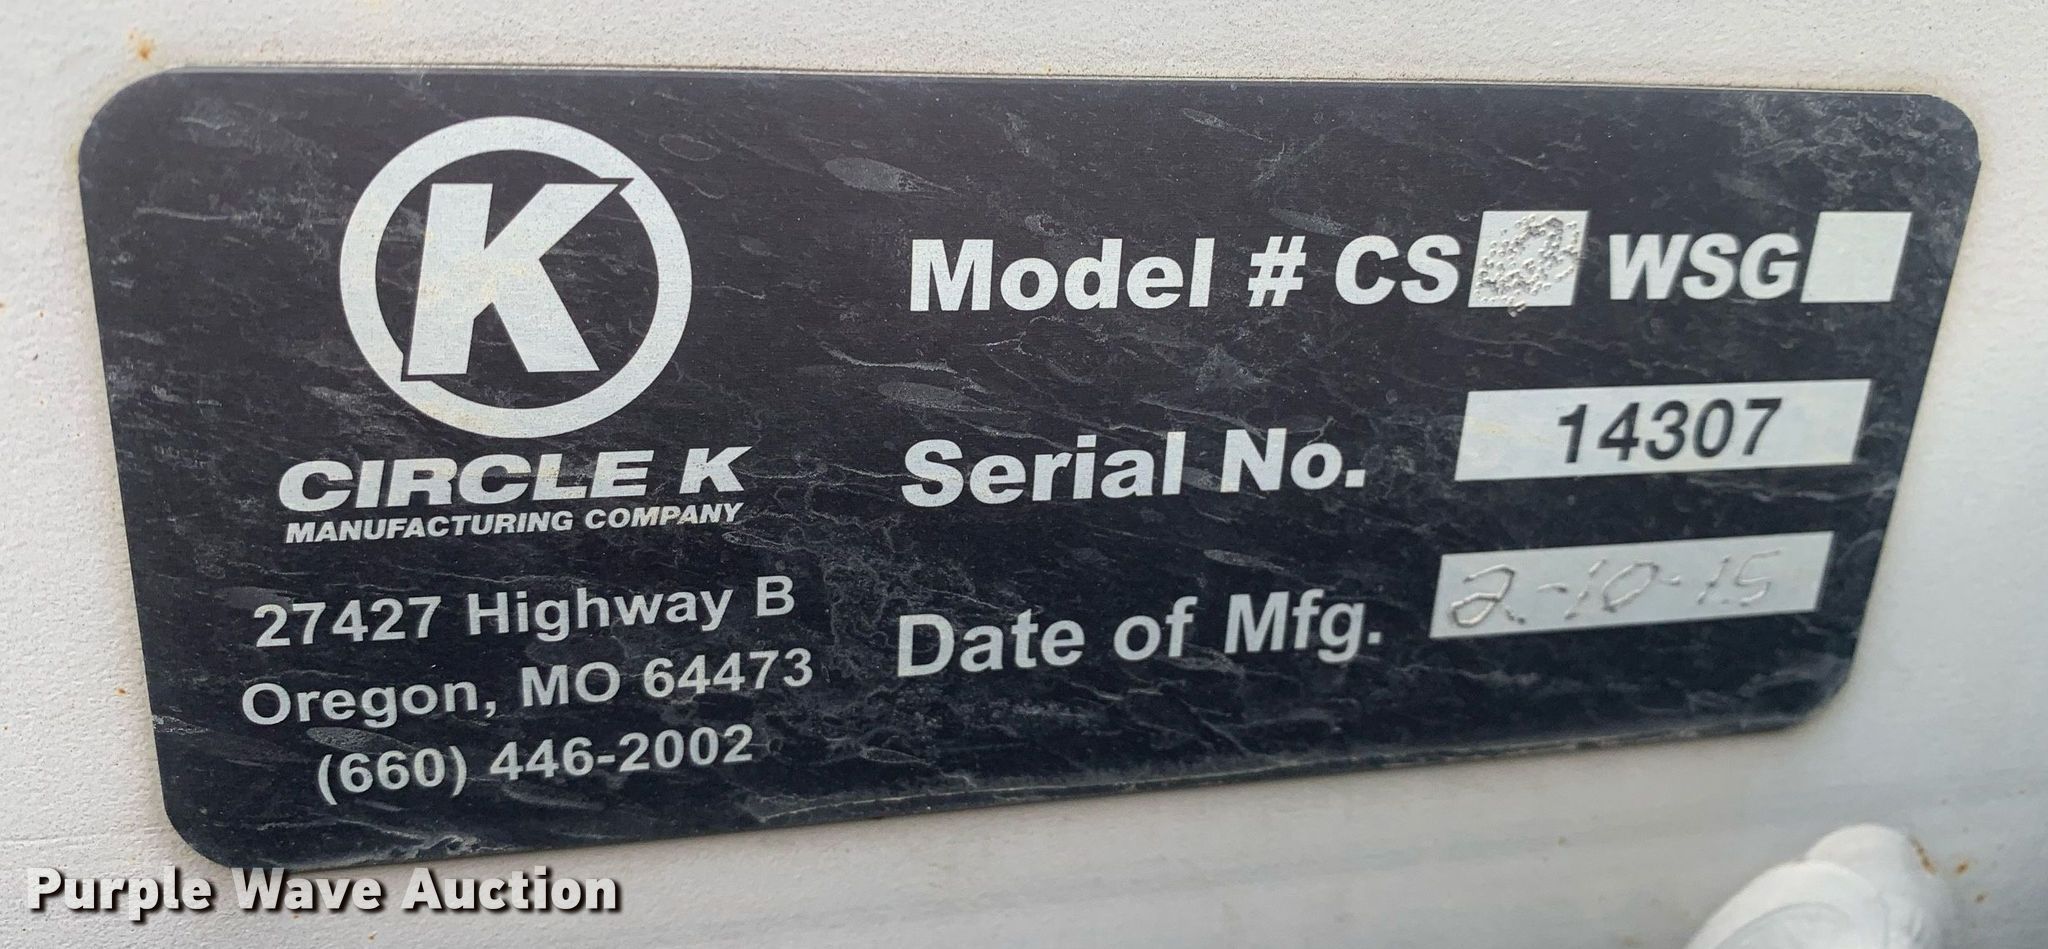 K
CIRCLE K
MANUFACTURING COMPANY
27427 Highway B
Oregon, MO 64473
(660) 446-2002
Model # CS WSG
Serial No. 14307
Date of Mfg. 2-10-15
Purple Wave Auction